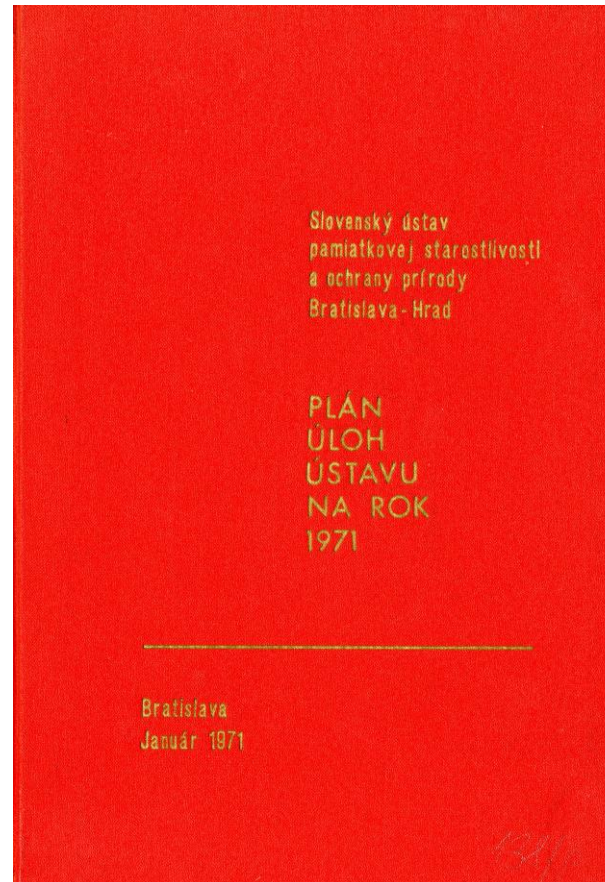 Slovenský ústav
pamiatkovej starostlivosti
a ochrany prírody
Bratislava-Hrad
PLÁN
ÚLOH
ÚSTAVU
NA ROK
1971
Bratislava
Január 1971